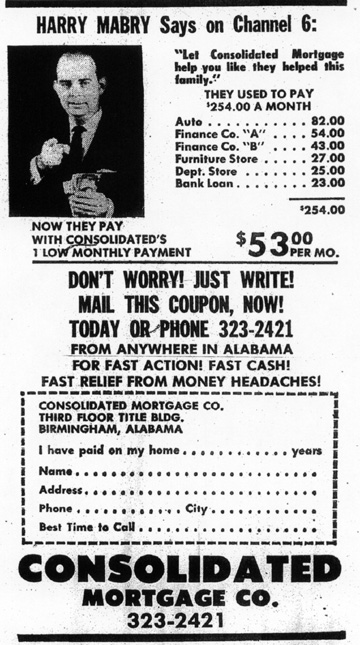 HARRY MABRY Says on Channel 6:
"Let Consolidated Mortgage
help you like they helped this
family."
THEY USED TO PAY
$254.00 A MONTH
Auto . . . . . . . . . . . 82.00
Finance Co. "A" . . . . . 54.00
Finance Co. "B" . . . . . 43.00
Furniture Store . . . . . 27.00
Dept. Store . . . . . . . 25.00
Bank Loan . . . . . . . . 23.00
$254.00
NOW THEY PAY
WITH CONSOLIDATED'S
1 LOW MONTHLY PAYMENT
$53.00 PER MO.
DON'T WORRY! JUST WRITE!
MAIL THIS COUPON, NOW!
TODAY OR PHONE 323-2421
FROM ANYWHERE IN ALABAMA
FOR FAST ACTION! FAST CASH!
FAST RELIEF FROM MONEY HEADACHES!
CONSOLIDATED MORTGAGE CO.
THIRD FLOOR TITLE BLDG.
BIRMINGHAM, ALABAMA
I have paid on my home . . . . . . . . . . . years
Name . . . . . . . . . . . . . . . . . . . . . . . .
Address . . . . . . . . . . . . . . . . . . . . . . .
Phone . . . . . . . . . . . City . . . . . . . . . . .
Best Time to Call . . . . . . . . . . . . . . . . . .
CONSOLIDATED
MORTGAGE CO.
323-2421